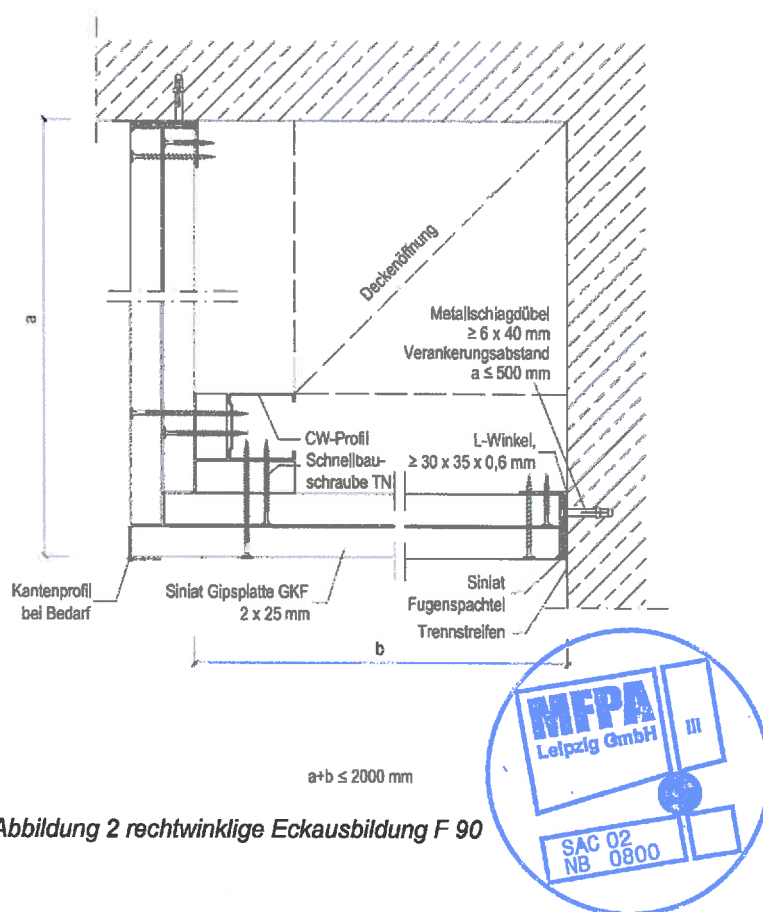 a
Deckenöffnung
Metallschlagdübel
≥ 6 x 40 mm
Verankerungsabstand
a ≤ 500 mm
CW-Profil
Schnellbau-
schraube TN
L-Winkel,
≥ 30 x 35 x 0,6 mm
Kantenprofil
bei Bedarf
Siniat Gipsplatte GKF
2 x 25 mm
Siniat
Fugenspachtel
Trennstreifen
b
a+b ≤ 2000 mm
Abbildung 2 rechtwinklige Eckausbildung F 90
MFPA
Leipzig GmbH
III
SAC 02
NB 0800